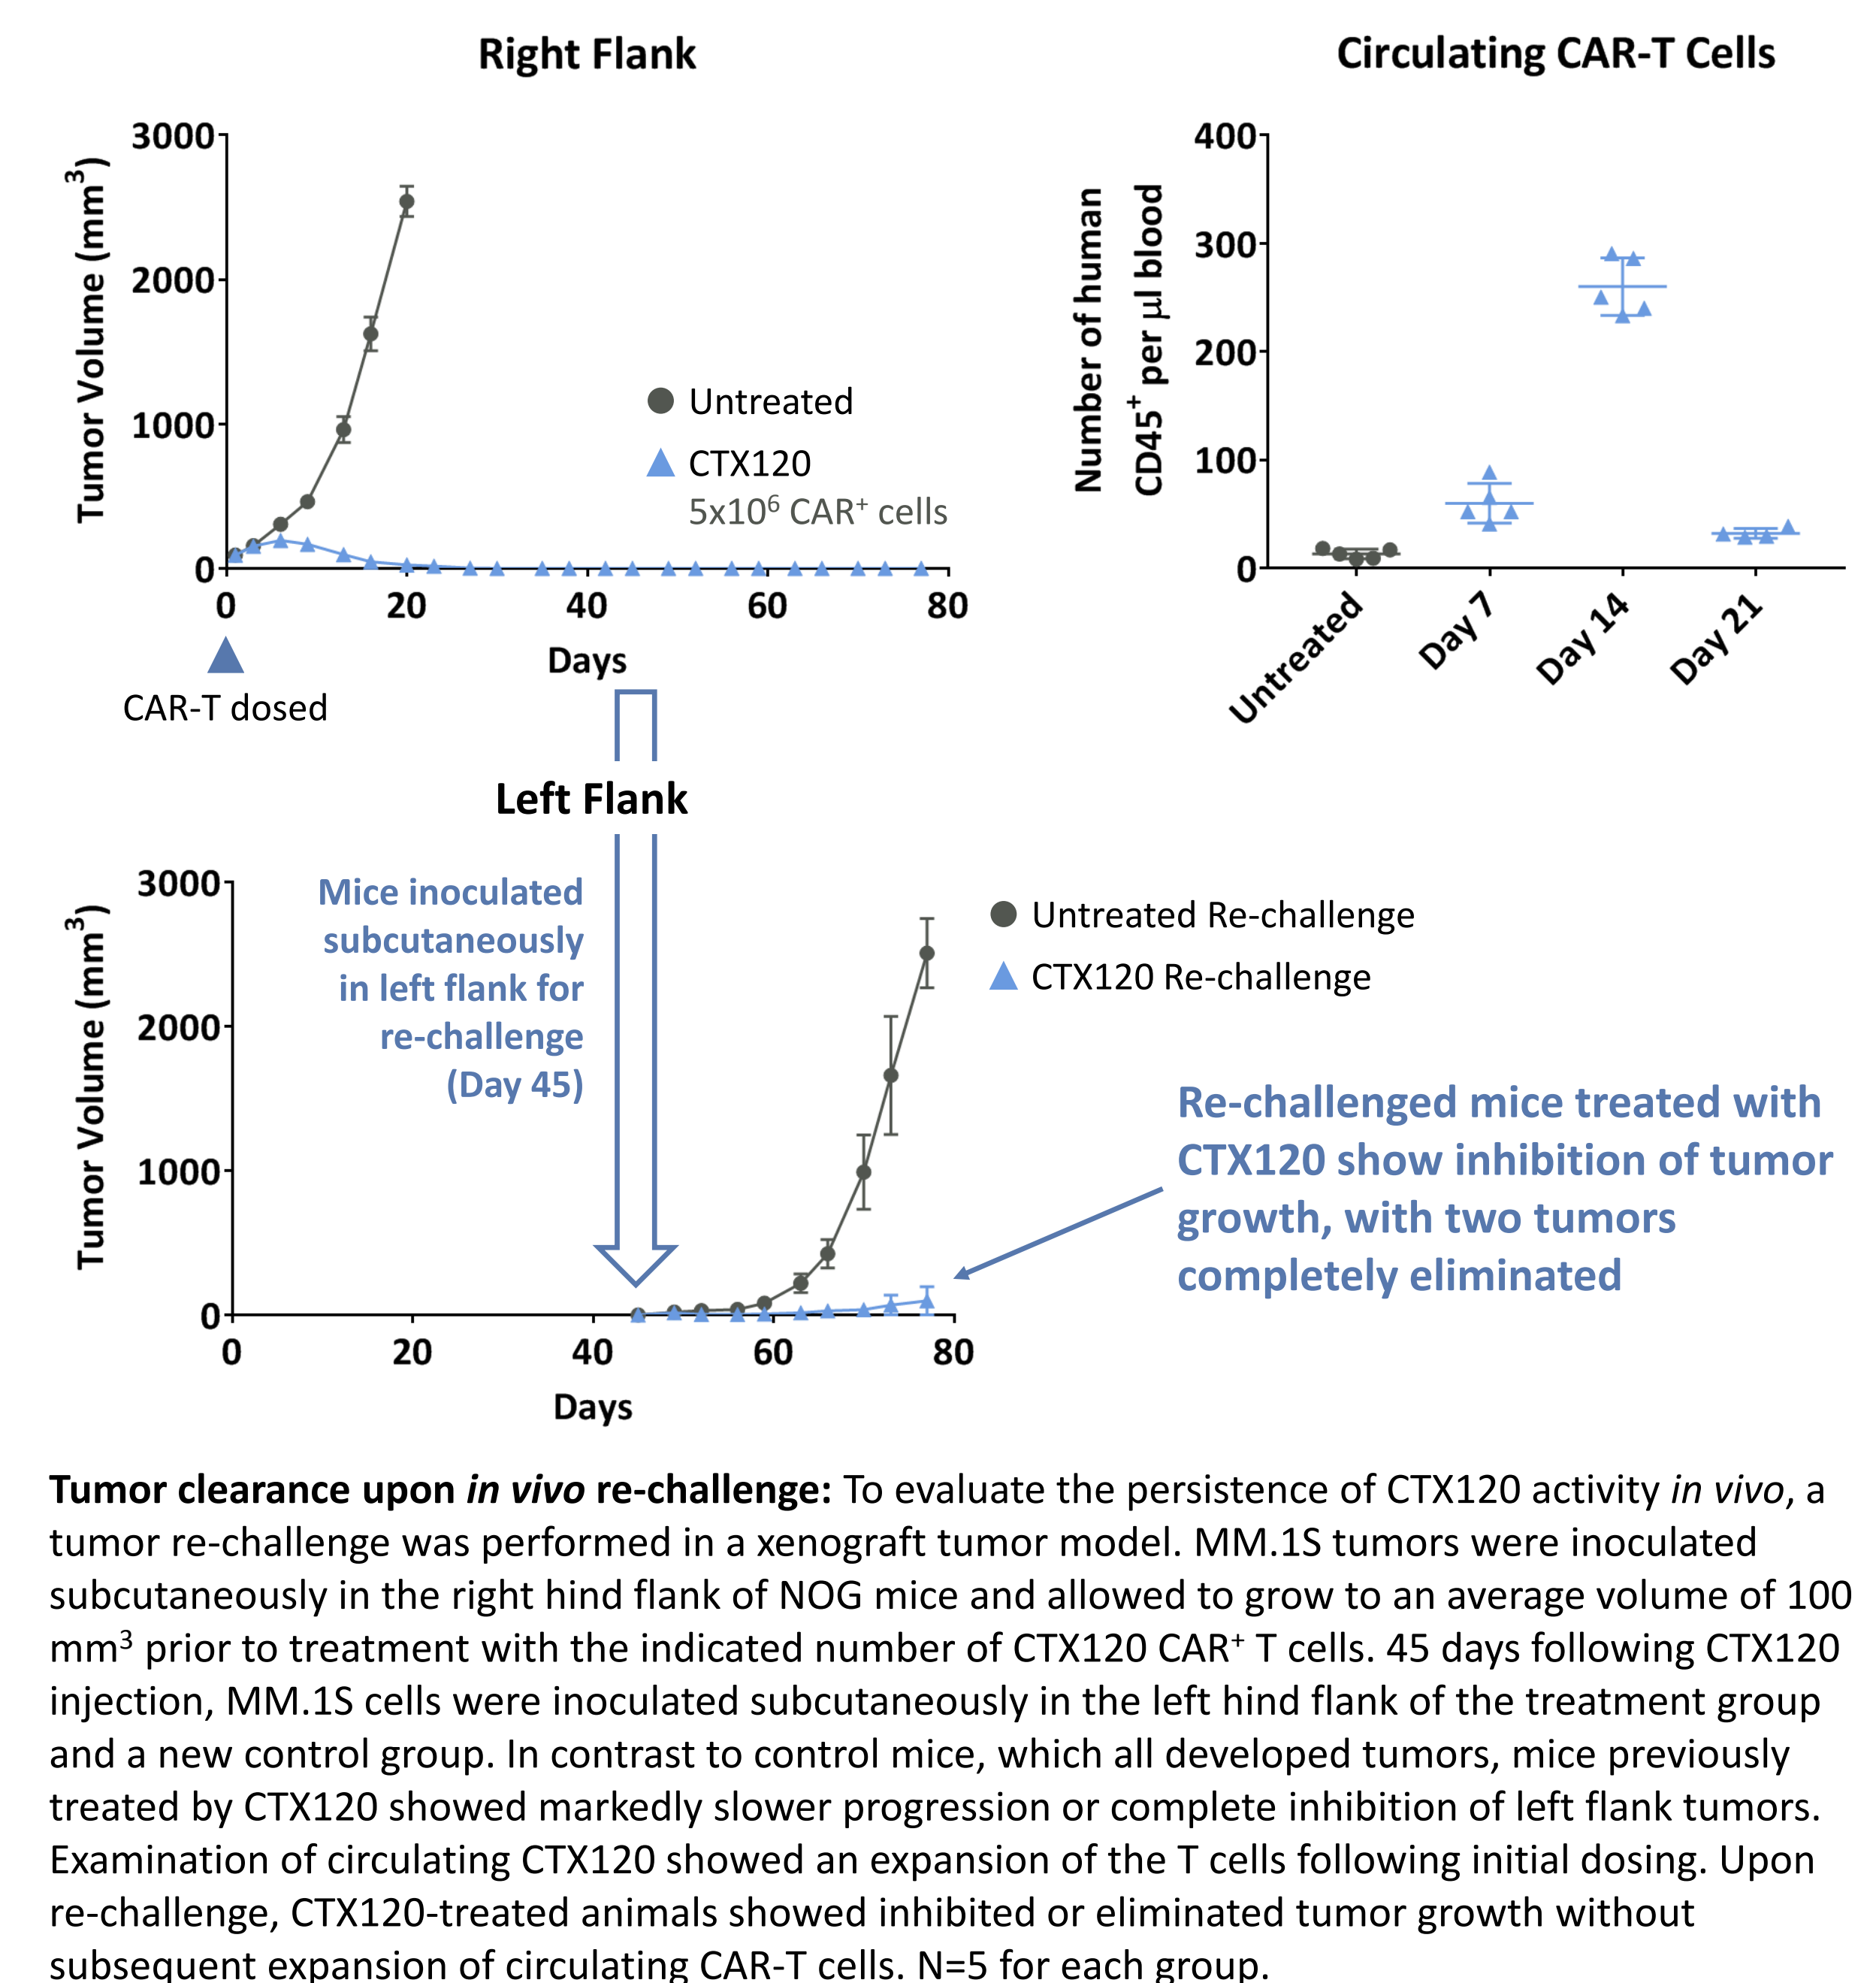 Right Flank
3000
2000
1000
0
Tumor Volume (mm³)
0 20 40 60 80
Days
Untreated
CTX120
5x10⁶ CAR⁺ cells
CAR-T dosed
Circulating CAR-T Cells
400
300
200
100
0
Number of human
CD45⁺ per µl blood
Untreated
Day 7
Day 14
Day 21
Left Flank
3000
2000
1000
0
Tumor Volume (mm³)
0 20 40 60 80
Days
Mice inoculated
subcutaneously
in left flank for
re-challenge
(Day 45)
Untreated Re-challenge
CTX120 Re-challenge
Re-challenged mice treated with
CTX120 show inhibition of tumor
growth, with two tumors
completely eliminated
Tumor clearance upon in vivo re-challenge: To evaluate the persistence of CTX120 activity in vivo, a
tumor re-challenge was performed in a xenograft tumor model. MM.1S tumors were inoculated
subcutaneously in the right hind flank of NOG mice and allowed to grow to an average volume of 100
mm³ prior to treatment with the indicated number of CTX120 CAR⁺ T cells. 45 days following CTX120
injection, MM.1S cells were inoculated subcutaneously in the left hind flank of the treatment group
and a new control group. In contrast to control mice, which all developed tumors, mice previously
treated by CTX120 showed markedly slower progression or complete inhibition of left flank tumors.
Examination of circulating CTX120 showed an expansion of the T cells following initial dosing. Upon
re-challenge, CTX120-treated animals showed inhibited or eliminated tumor growth without
subsequent expansion of circulating CAR-T cells. N=5 for each group.